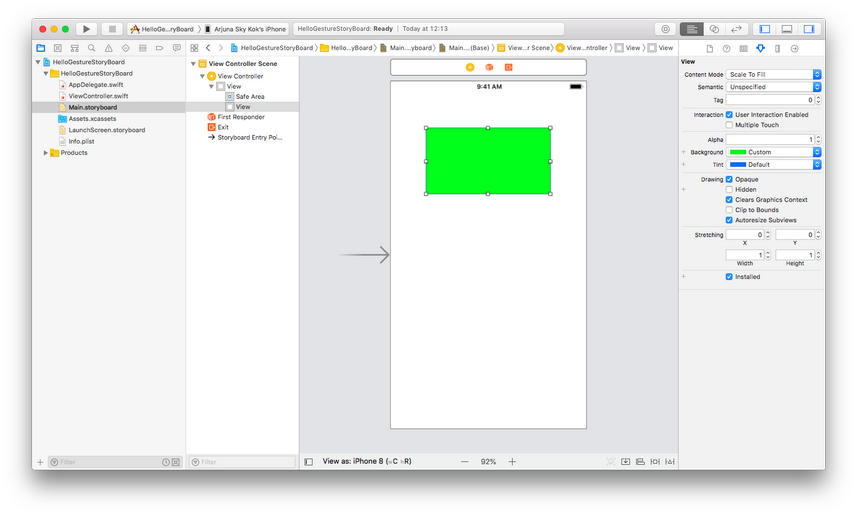 HelloGe...ryBoard Arjuna Sky Kok's iPhone HelloGestureStoryBoard: Ready Today at 12:13
HelloGestureStoryBoard HelloGestureStoryBoard Hello...yBoard Main....yboard Main....(Base) View...r Scene View...ntroller View View
HelloGestureStoryBoard
AppDelegate.swift
ViewController.swift
Main.storyboard
Assets.xcassets
LaunchScreen.storyboard
Info.plist
Products
Filter
View Controller Scene
View Controller
View
Safe Area
View
First Responder
Exit
Storyboard Entry Poi...
Filter
9:41 AM
View as: iPhone 8 (wC hR) 92%
View
Content Mode Scale To Fill
Semantic Unspecified
Tag 0
Interaction User Interaction Enabled
Multiple Touch
Alpha 1
Background Custom
Tint Default
Drawing Opaque
Hidden
Clears Graphics Context
Clip to Bounds
Autoresize Subviews
Stretching 0 0
X Y
1 1
Width Height
Installed